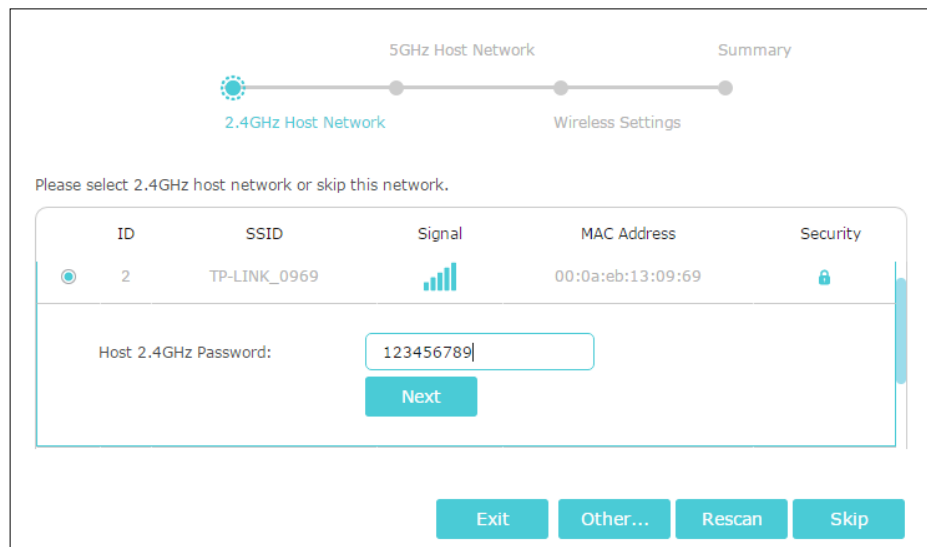 5GHz Host Network Summary
2.4GHz Host Network Wireless Settings
Please select 2.4GHz host network or skip this network.
ID SSID Signal MAC Address Security
2 TP-LINK_0969 00:0a:eb:13:09:69
Host 2.4GHz Password: 123456789
Next
Exit Other... Rescan Skip